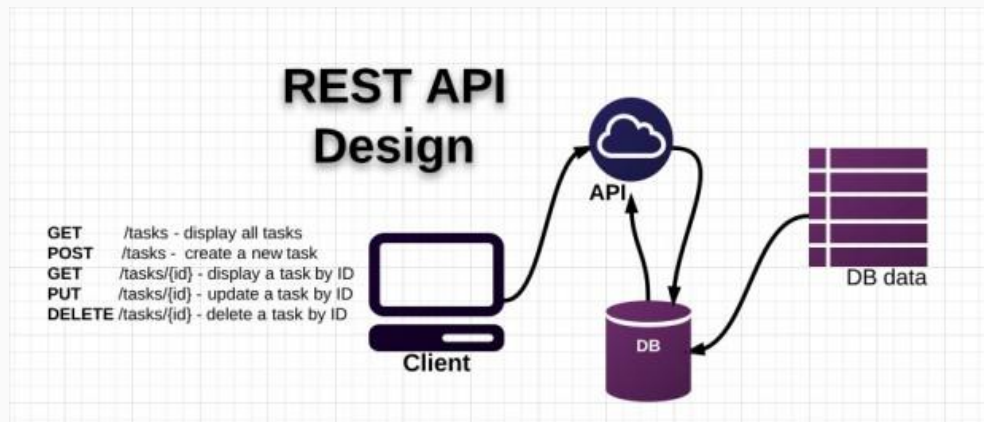 REST API
Design
GET /tasks - display all tasks
POST /tasks - create a new task
GET /tasks/{id} - display a task by ID
PUT /tasks/{id} - update a task by ID
DELETE /tasks/{id} - delete a task by ID
Client
API
DB
DB data